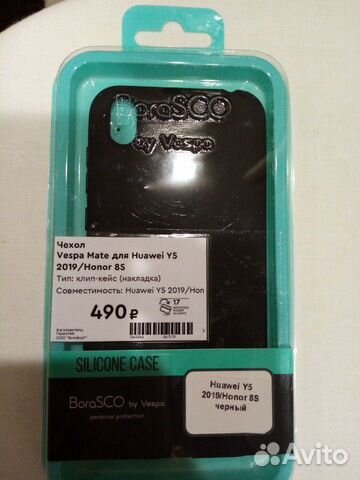 BoraSCO
by Vespa
Чехол
Vespa Mate для Huawei Y5
2019/Honor 8S
Тип: клип-кейс (накладка)
Совместимость: Huawei Y5 2019/Hon
490 ₽
17
SILICONE CASE
BoraSCO by Vespa
personal protection
Huawei Y5
2019/Honor 8S
черный
Avito